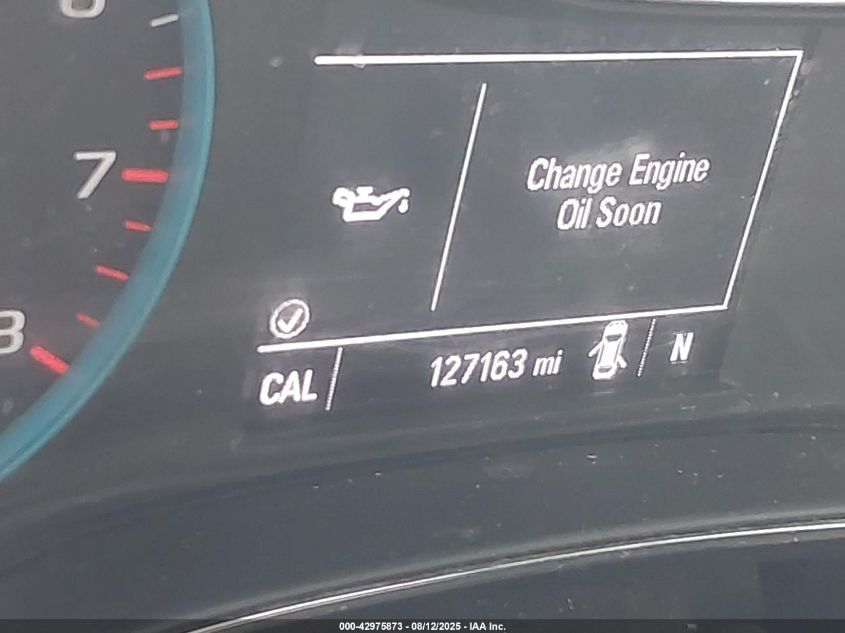 7
Change Engine
Oil Soon
CAL
127163 mi
N
000-42975873 - 08/12/2025 - IAA Inc.